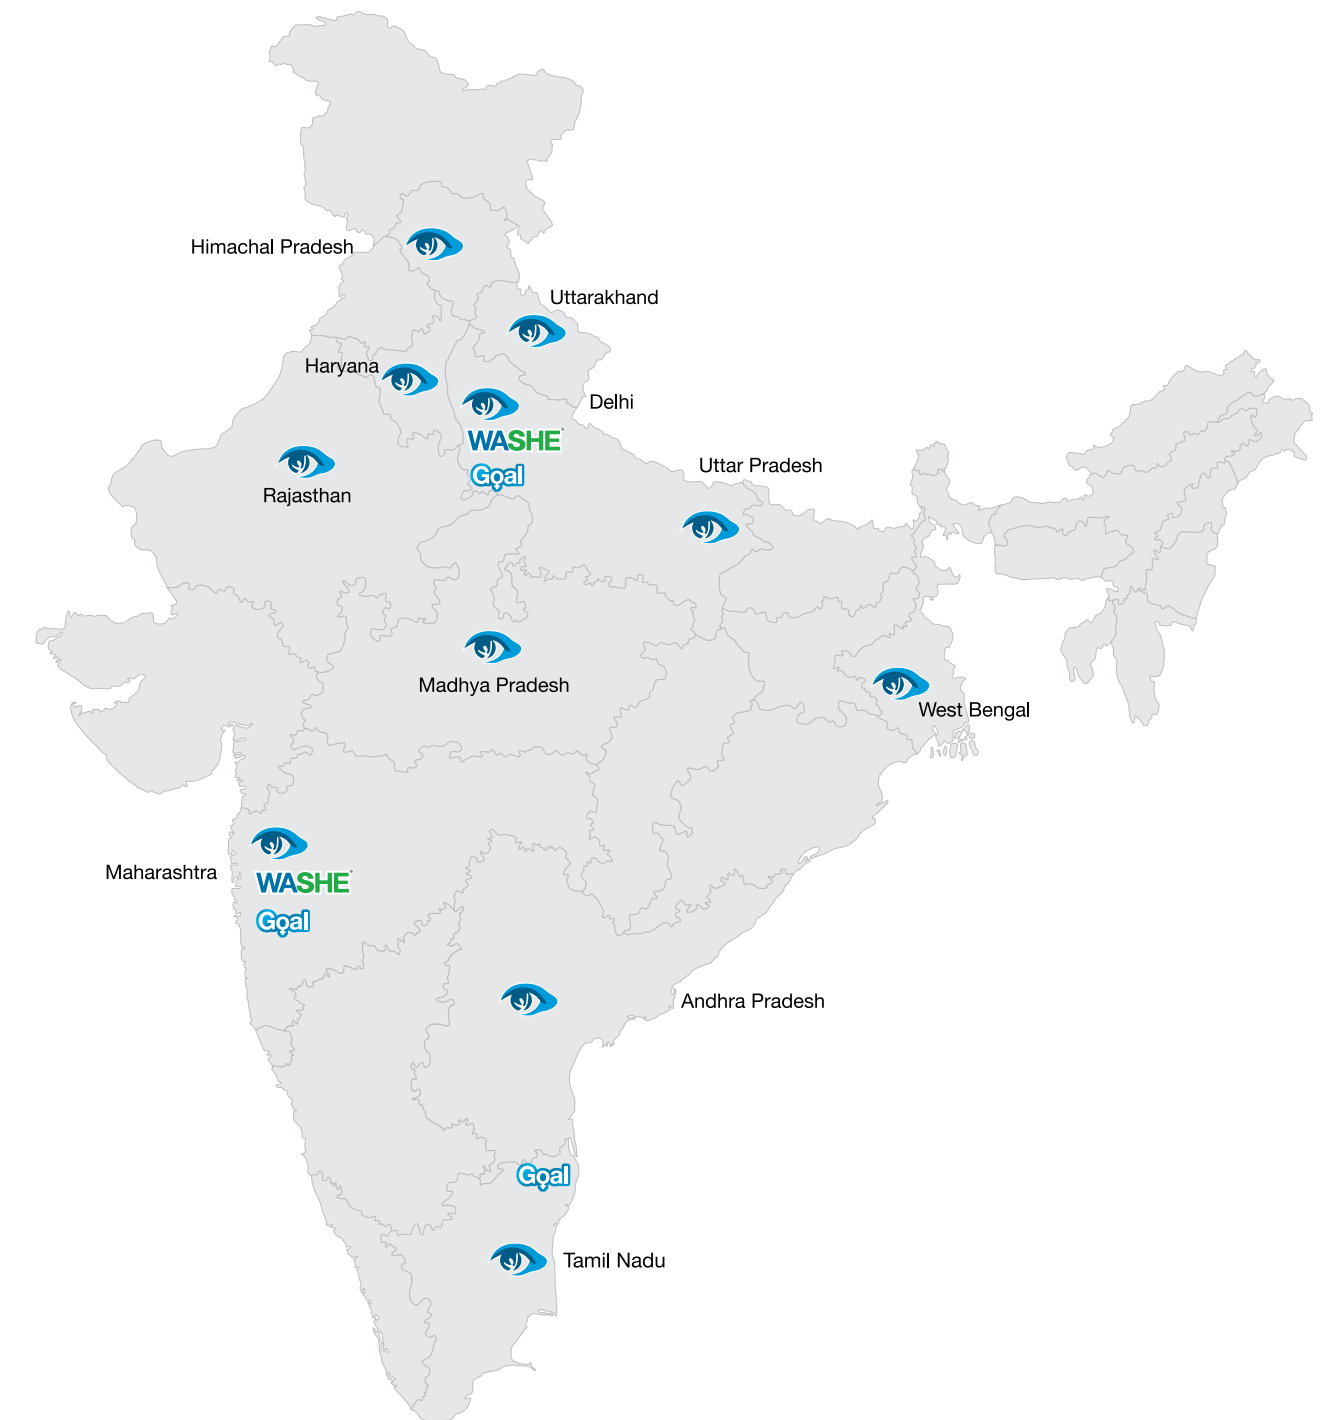 Himachal Pradesh
Uttarakhand
Haryana
Delhi
WASHE
Goal
Uttar Pradesh
Rajasthan
Madhya Pradesh
West Bengal
Maharashtra
WASHE
Goal
Andhra Pradesh
Goal
Tamil Nadu